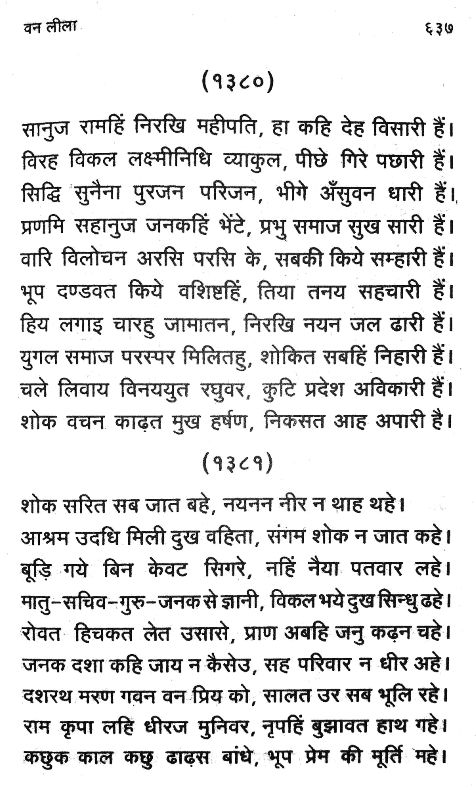 वन लीला ६३७
(१३८०)
सानुज रामहिं निरखि महीपति, हा कहि देह विसारी हैं।
विरह विकल लक्ष्मीनिधि व्याकुल, पीछे गिरे पछारी हैं।
सिद्धि सुनैना पुरजन परिजन, भीगे अँसुवन धारी हैं।
प्रणमि सहानुज जनकहिं भेंटे, प्रभु समाज सुख सारी हैं।
वारि विलोचन अरसि परसि के, सबकी किये सम्हारी हैं।
भूप दण्डवत किये वशिष्टहिं, तिया तनय सहचारी हैं।
हिय लगाइ चारहु जामातन, निरखि नयन जल ढारी हैं।
युगल समाज परस्पर मिलितहु, शोकित सबहिं निहारी हैं।
चले लिवाय विनययुत रघुवर, कुटि प्रदेश अविकारी हैं।
शोक वचन काढ़त मुख हर्षण, निकसत आह अपारी है।
(१३८१)
शोक सरित सब जात बहे, नयनन नीर न थाह थहे।
आश्रम उदधि मिली दुख वहिता, संगम शोक न जात कहे।
बूड़ि गये बिन केवट सिगरे, नहिं नैया पतवार लहे।
मातु-सचिव-गुरु-जनक से ज्ञानी, विकल भये दुख सिन्धु ढहे।
रोवत हिचकत लेत उसासे, प्राण अबहि जनु कढ़न चहे।
जनक दशा कहि जाय न कैसेउ, सह परिवार न धीर अहे।
दशरथ मरण गवन वन प्रिय को, सालत उर सब भूलि रहे।
राम कृपा लहि धीरज मुनिवर, नृपहिं बुझावत हाथ गहे।
कछुक काल कछु ढाढ़स बांधे, भूप प्रेम की मूर्ति महे।